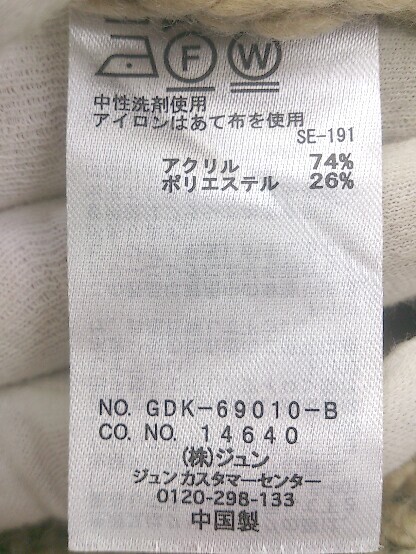 F W
中性洗剤使用
アイロンはあて布を使用
SE-191
アクリル 74%
ポリエステル 26%
NO. GDK-69010-B
CO. NO. 14640
(株)ジュン
ジュンカスタマーセンター
0120-298-133
中国製